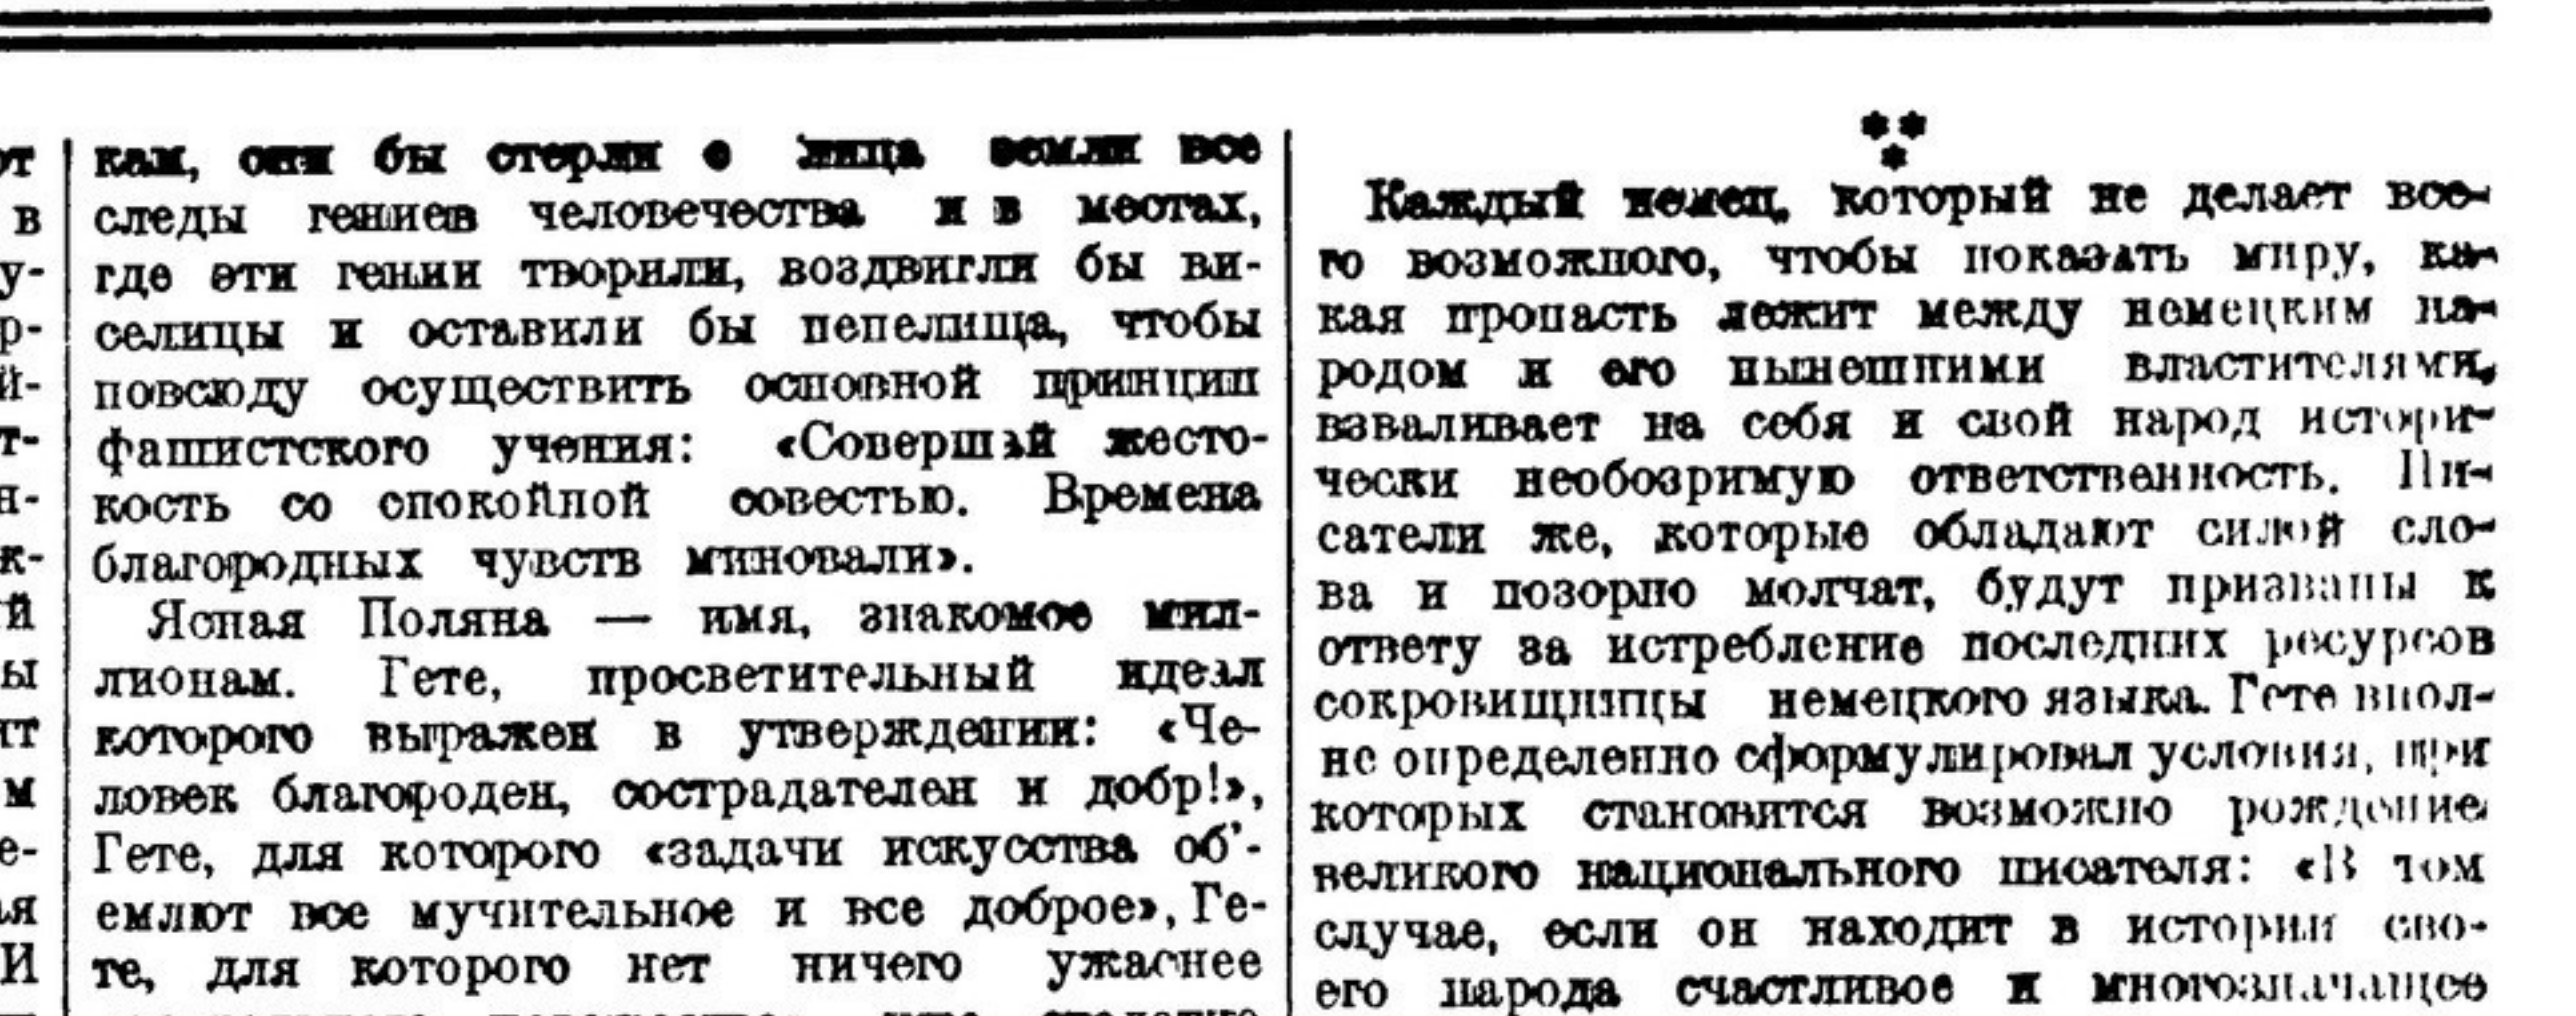 от
в
у-
р-
й-
т-
н-
к-
й
ы
ит
м
е-
ия
И
кам, они бы стерли с лица земли все
следы гениев человечества и в местах,
где эти гении творили, воздвигли бы ви-
селицы и оставили бы пепелища, чтобы
повсюду осуществить основной принцип
фашистского учения: «Совершай жесто-
кость со спокойной совестью. Времена
благородных чувств миновали».
Ясная Поляна — имя, знакомое мил-
лионам. Гете, просветительный идеал
которого выражен в утверждении: «Че-
ловек благороден, сострадателен и добр!»,
Гете, для которого «задачи искусства об'-
емлют все мучительное и все доброе», Ге-
те, для которого нет ничего ужаснее
***
Каждый немец, который не делает все-
го возможного, чтобы показать миру, ка-
кая пропасть лежит между немецким на-
родом и его нынешними властителями,
взваливает на себя и свой народ истори-
чески необозримую ответственность. Пи-
сатели же, которые обладают силой сло-
ва и позорно молчат, будут призваны к
ответу за истребление последних ресурсов
сокровищницы немецкого языка. Гете впол-
не определенно сформулировал условия, при
которых становится возможно рождение
великого национального писателя: «В том
случае, если он находит в истории сво-
его народа счастливое и многозначащее